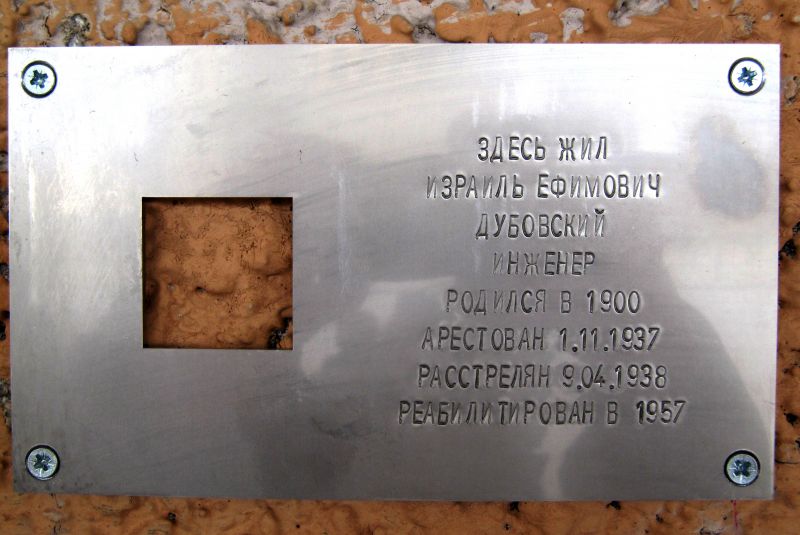 ЗДЕСЬ ЖИЛ
ИЗРАИЛЬ ЕФИМОВИЧ
ДУБОВСКИЙ
ИНЖЕНЕР
РОДИЛСЯ В 1900
АРЕСТОВАН 1.11.1937
РАССТРЕЛЯН 9.04.1938
РЕАБИЛИТИРОВАН В 1957